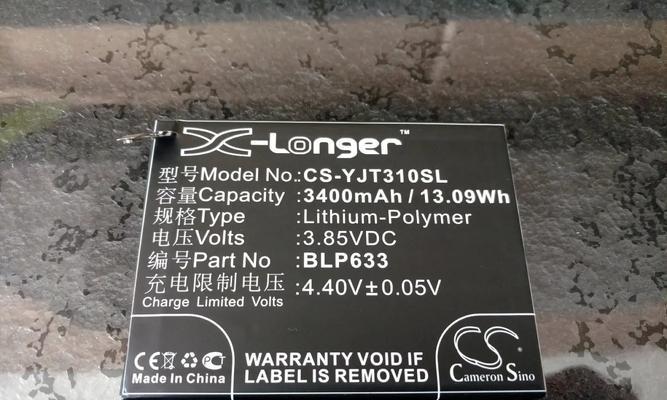 X-Longer™
型号Model No.:CS-YJT310SL
容量Capacity :3400mAh / 13.09Wh
规格Type :Lithium-Polymer
电压Volts :3.85VDC
编号Part No :BLP633
充电限制电压 :4.40V±0.05V
Charge Limited Volts
CE
Made In China
WARRANTY VOID IF
LABEL IS REMOVED
CS
Cameron Sino